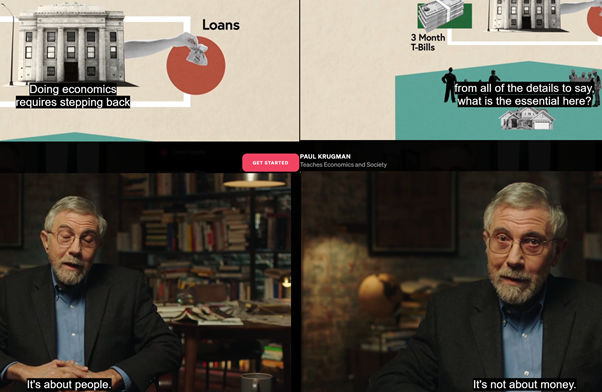 Loans
Doing economics
requires stepping back
3 Month
T-Bills
from all of the details to say,
what is the essential here?
GET STARTED
PAUL KRUGMAN
Teaches Economics and Society
It's about people.
It's not about money.